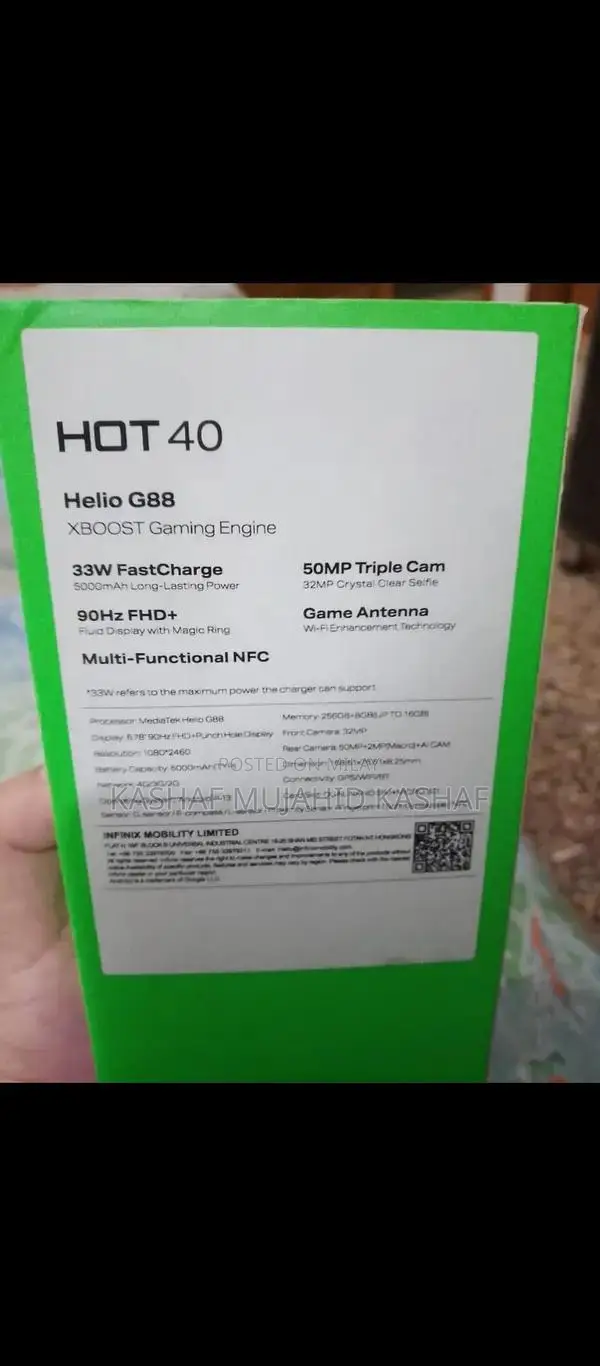 HOT 40
Helio G88
XBOOST Gaming Engine
33W FastCharge
5000mAh Long-Lasting Power
50MP Triple Cam
32MP Crystal Clear Selfie
90Hz FHD+
Fluid Display with Magic Ring
Game Antenna
Wi-Fi Enhancement Technology
Multi-Functional NFC
*33W refers to the maximum power the charger can support
Processor: MediaTek Helio G88
Memory: 256GB+8GB(UP TO 16GB)
Display: 6.78" 90Hz FHD+Punch Hole Display
Front Camera: 32MP
Resolution: 1080*2460
Rear Camera: 50MP+2MP(Macro)+AI CAM
Battery Capacity: 5000mAh
Network: 4G/3G/2G
POSTED ON
KASHAF MUJAHID KASHAF
INFINIX MOBILITY LIMITED